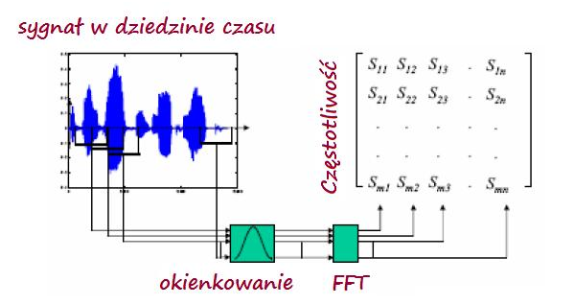 sygnał w dziedzinie czasu
Częstotliwość
S11 S12 S13 . S1n
S21 S22 S23 . S2n
. . . .
Sm1 Sm2 Sm3 . Smn
okienkowanie
FFT